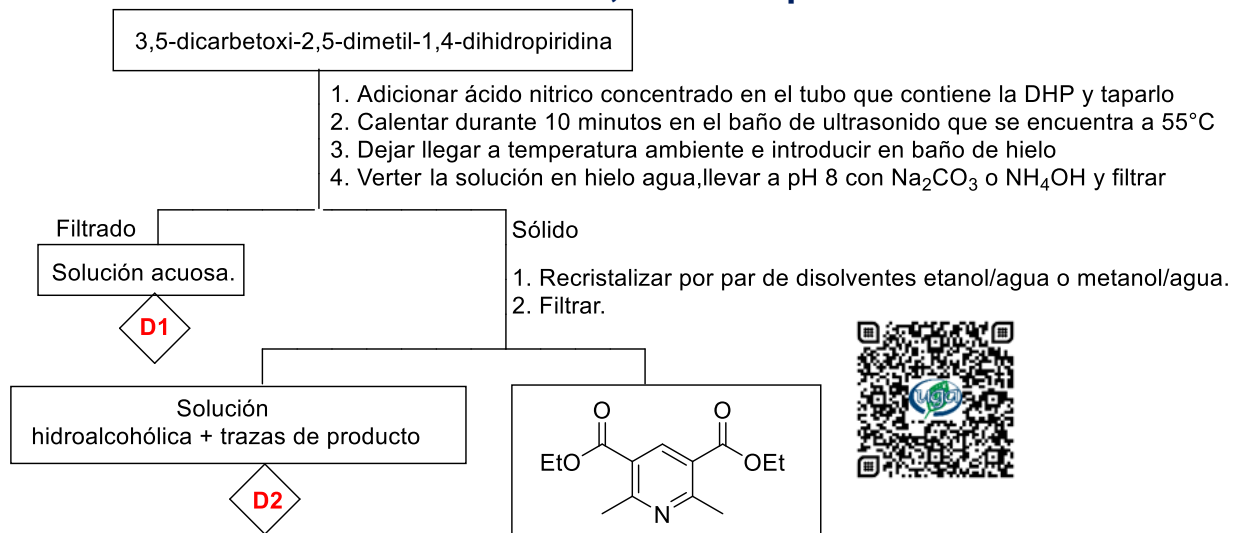 3,5-dicarbetoxi-2,5-dimetil-1,4-dihidropiridina
1. Adicionar ácido nitrico concentrado en el tubo que contiene la DHP y taparlo
2. Calentar durante 10 minutos en el baño de ultrasonido que se encuentra a 55°C
3. Dejar llegar a temperatura ambiente e introducir en baño de hielo
4. Verter la solución en hielo agua,llevar a pH 8 con Na₂CO₃ o NH₄OH y filtrar
Filtrado
Solución acuosa.
D1
Sólido
1. Recristalizar por par de disolventes etanol/agua o metanol/agua.
2. Filtrar.
Solución
hidroalcohólica + trazas de producto
D2
O O
EtO OEt
N
uga